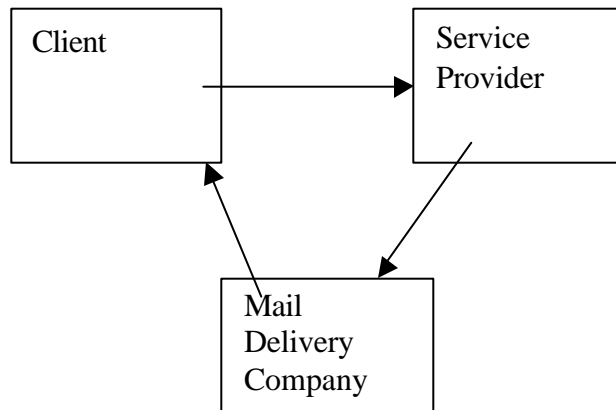 Client
Service
Provider
Mail
Delivery
Company